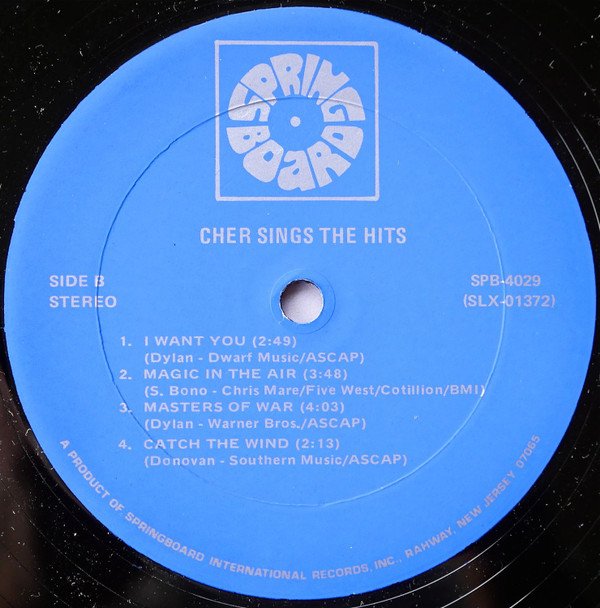 SPRINGBOARD
CHER SINGS THE HITS
SIDE B
STEREO
SPB-4029
(SLX-01372)
1. I WANT YOU (2:49)
(Dylan - Dwarf Music/ASCAP)
2. MAGIC IN THE AIR (3:48)
(S. Bono - Chris Mare/Five West/Cotillion/BMI)
3. MASTERS OF WAR (4:03)
(Dylan - Warner Bros./ASCAP)
4. CATCH THE WIND (2:13)
(Donovan - Southern Music/ASCAP)
A PRODUCT OF SPRINGBOARD INTERNATIONAL RECORDS, INC., RAHWAY, NEW JERSEY 07065